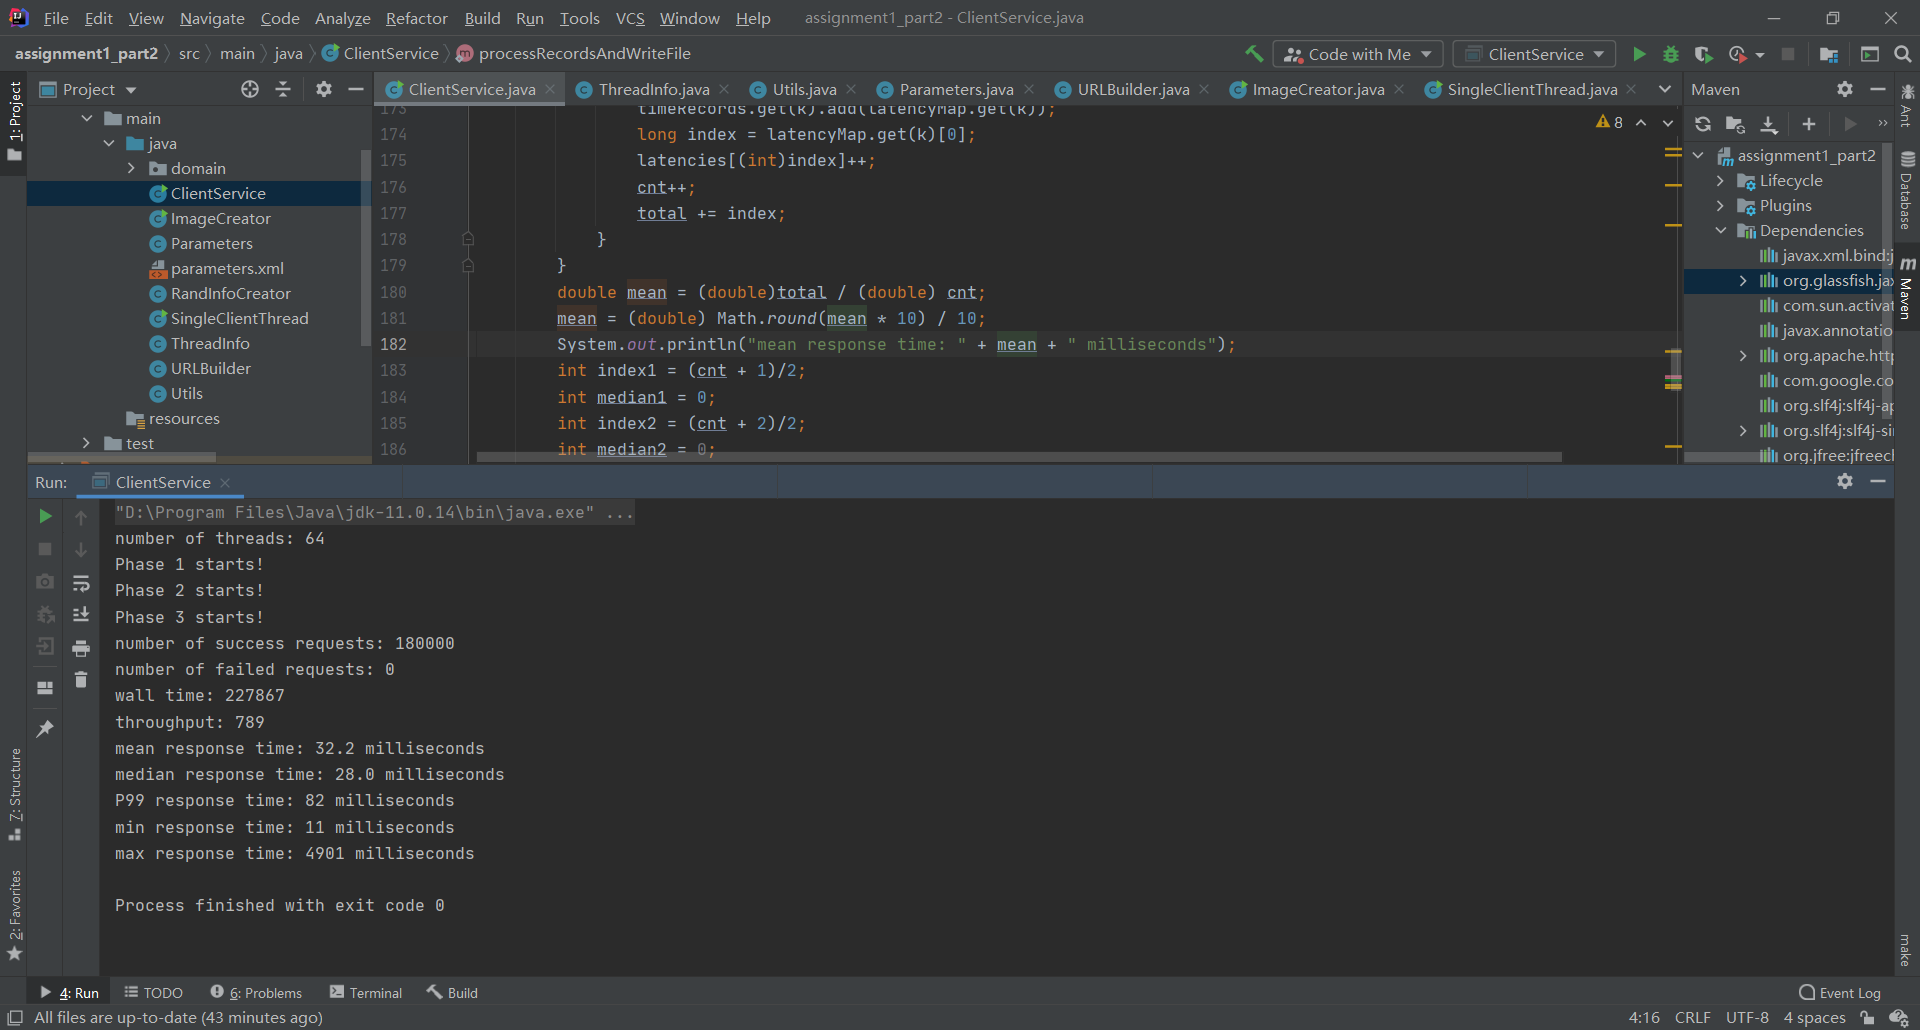 File Edit View Navigate Code Analyze Refactor Build Run Tools VCS Window Help assignment1_part2 - ClientService.java
assignment1_part2 src main java ClientService processRecordsAndWriteFile Code with Me ClientService
Project
ClientService.java ThreadInfo.java Utils.java Parameters.java URLBuilder.java ImageCreator.java SingleClientThread.java
Maven
1: Project
main
java
domain
ClientService
ImageCreator
Parameters
parameters.xml
RandInfoCreator
SingleClientThread
ThreadInfo
URLBuilder
Utils
resources
test
173 timeRecords.get(k).add(latencyMap.get(k));
174 long index = latencyMap.get(k)[0];
175 latencies[(int)index]++;
176 cnt++;
177 total += index;
178 }
179 }
180 double mean = (double)total / (double) cnt;
181 mean = (double) Math.round(mean * 10) / 10;
182 System.out.println("mean response time: " + mean + " milliseconds");
183 int index1 = (cnt + 1)/2;
184 int median1 = 0;
185 int index2 = (cnt + 2)/2;
186 int median2 = 0;
8
assignment1_part2
Lifecycle
Plugins
Dependencies
javax.xml.bind:j
org.glassfish.jax
com.sun.activat
javax.annotatio
org.apache.http
com.google.co
org.slf4j:slf4j-ap
org.slf4j:slf4j-si
org.jfree:jfreech
Ant
Database
Maven
make
Run: ClientService
"D:\Program Files\Java\jdk-11.0.14\bin\java.exe" ...
number of threads: 64
Phase 1 starts!
Phase 2 starts!
Phase 3 starts!
number of success requests: 180000
number of failed requests: 0
wall time: 227867
throughput: 789
mean response time: 32.2 milliseconds
median response time: 28.0 milliseconds
P99 response time: 82 milliseconds
min response time: 11 milliseconds
max response time: 4901 milliseconds
Process finished with exit code 0
7: Structure
2: Favorites
4: Run TODO 6: Problems Terminal Build Event Log
All files are up-to-date (43 minutes ago) 4:16 CRLF UTF-8 4 spaces